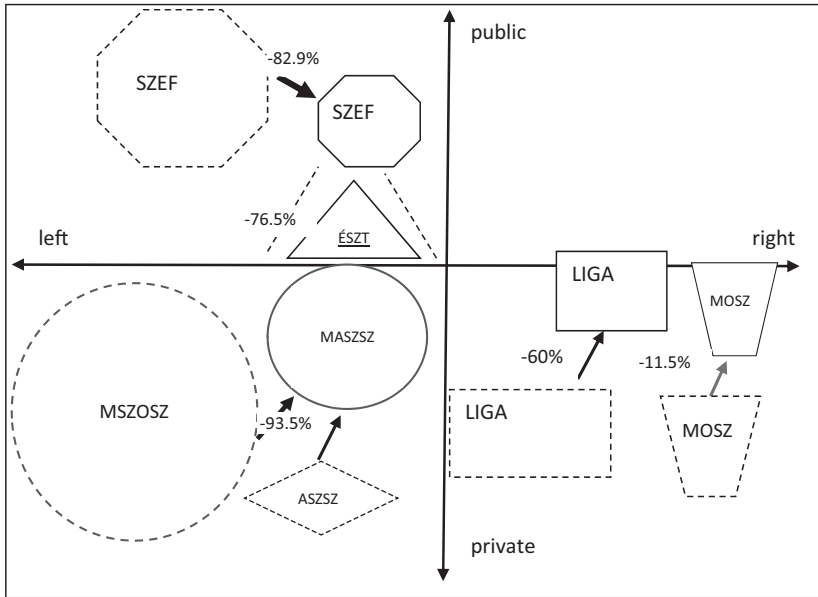 public
-82.9%
SZEF
SZEF
-76.5%
ÉSZT
left
right
LIGA
MOSZ
MASZSZ
-60%
-11.5%
MSZOSZ
-93.5%
LIGA
MOSZ
ASZSZ
private